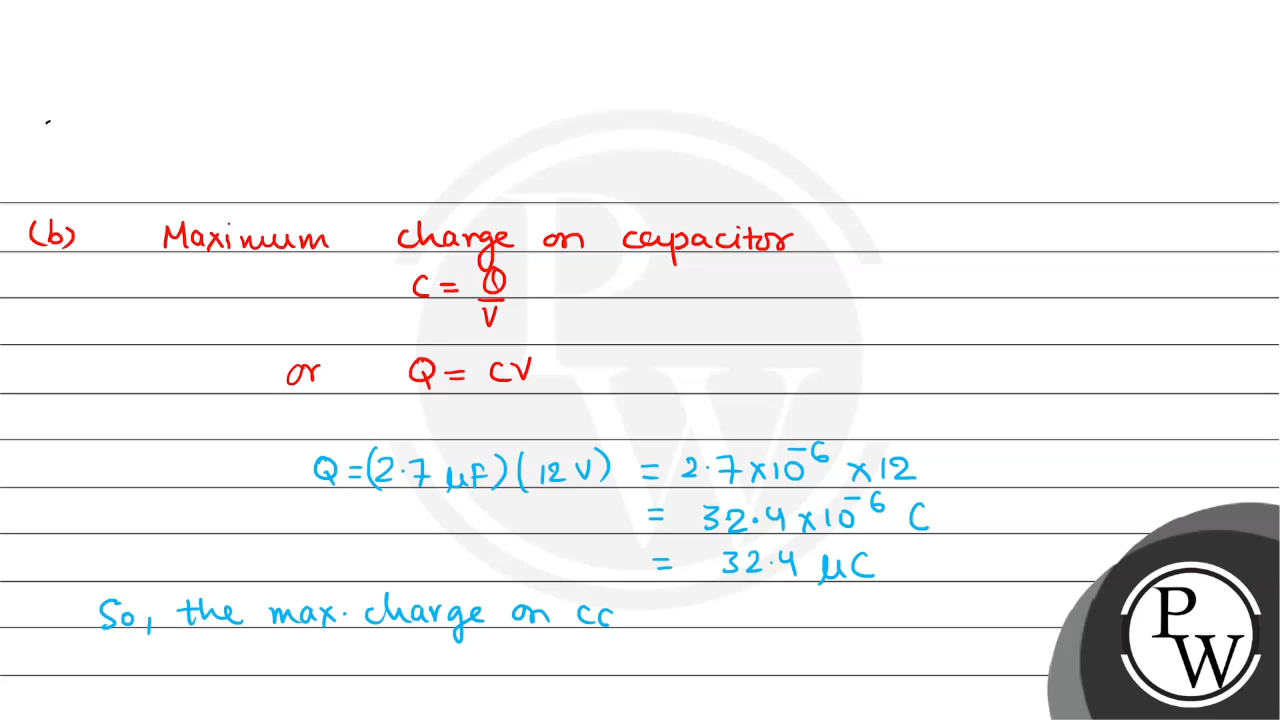 (b) Maximum charge on capacitor
C = Q/V
or Q = CV
Q = (2.7 μF)(12 V) = 2.7 × 10⁻⁶ × 12
= 32.4 × 10⁻⁶ C
= 32.4 μC
So, the max. charge on
P
W
P
W